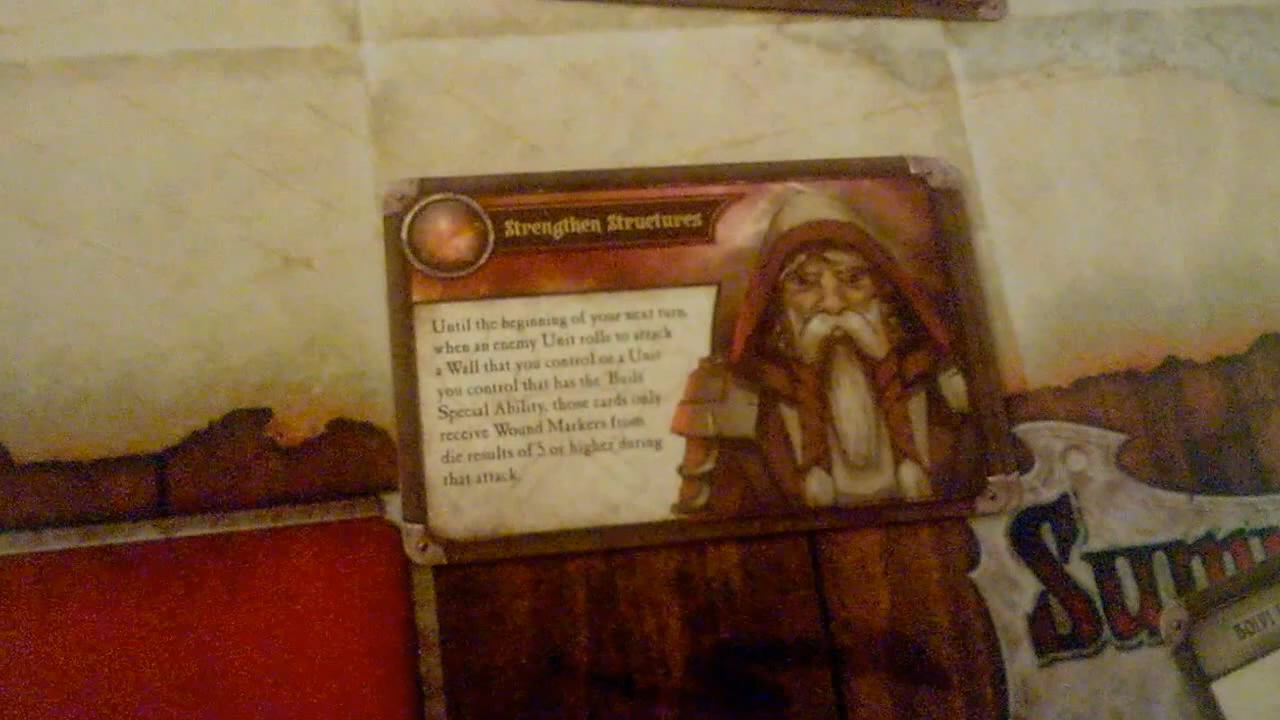 Strengthen Structures
Until the beginning of your next turn,
when an enemy Unit rolls to attack
a Wall that you control or a Unit
you control that has the 'Build'
Special Ability, those cards only
receive Wound Markers from
die results of 5 or higher during
that attack.
Summ